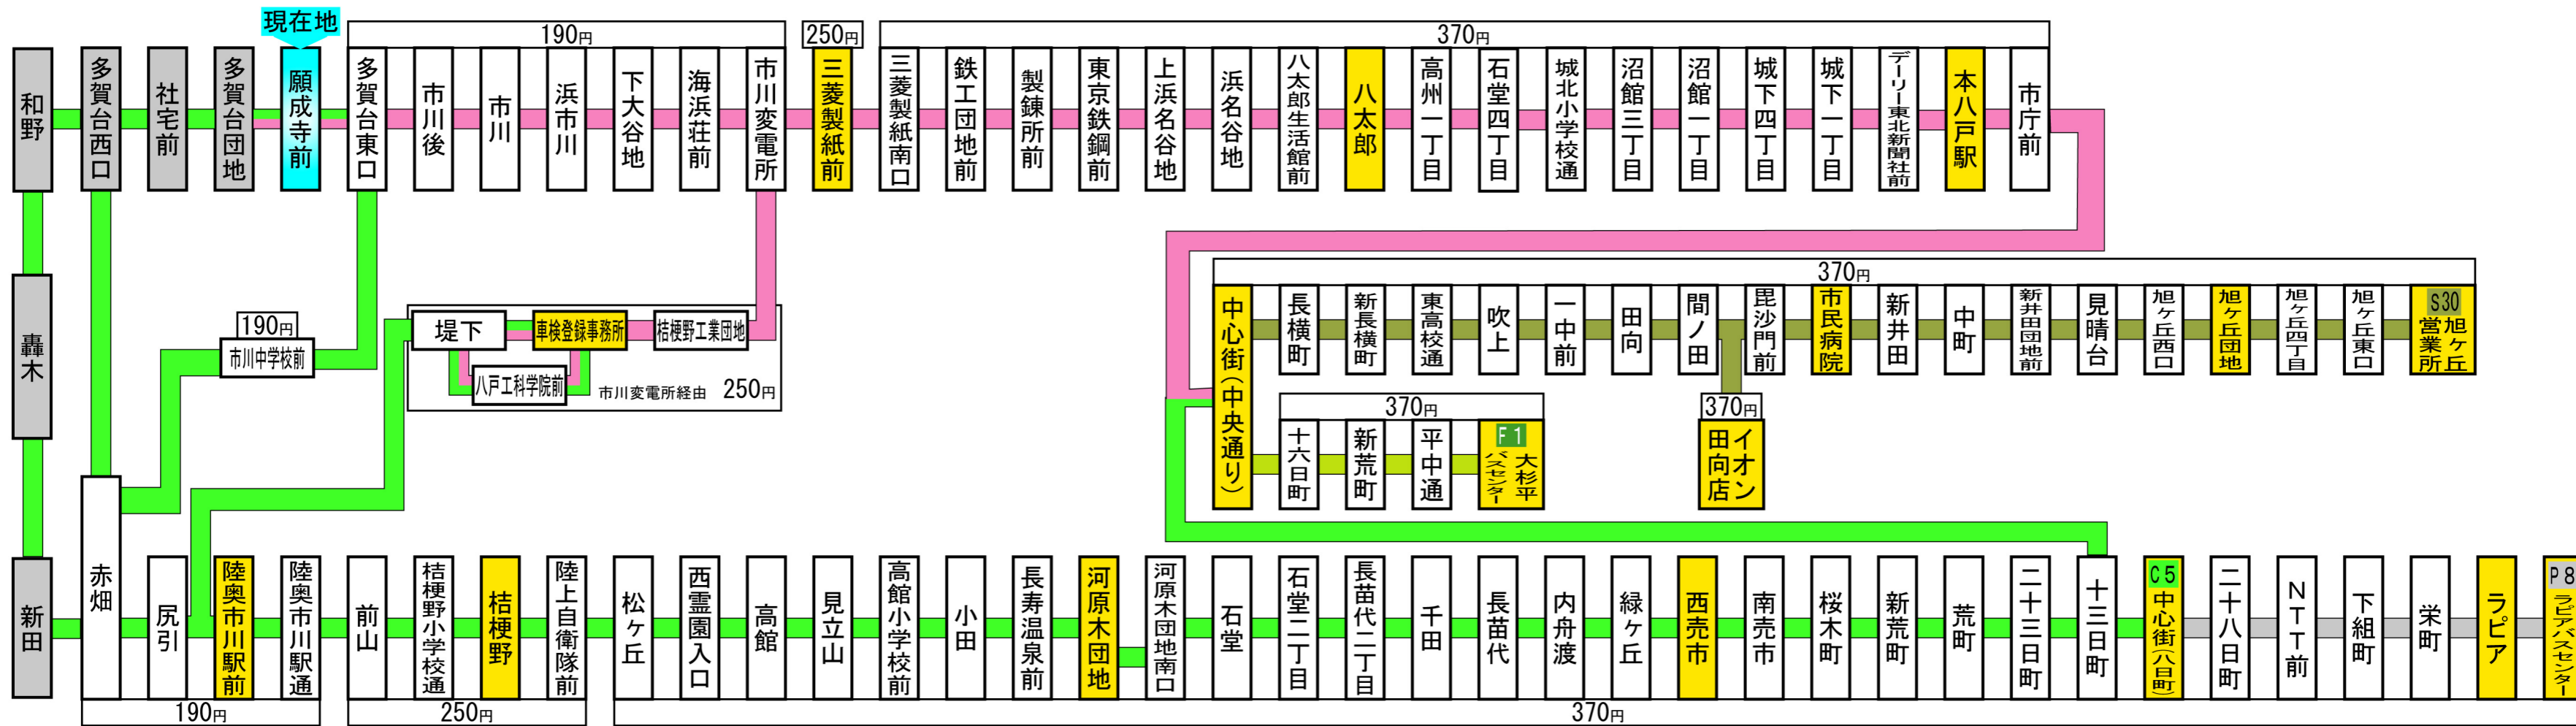 現在地
190円
250円
370円
和野
多賀台西口
社宅前
多賀台団地
願成寺前
多賀台東口
市川後
市川
浜市川
下大谷地
海浜荘前
市川変電所
三菱製紙前
三菱製紙南口
鉄工団地前
製錬所前
東京鉄鋼前
上浜名谷地
浜名谷地
八太郎生活館前
八太郎
高州一丁目
石堂四丁目
城北小学校通
沼館三丁目
沼館一丁目
城下四丁目
城下一丁目
デーリー東北新聞社前
本八戸駅
市庁前
轟木
190円
市川中学校前
堤下
車検登録事務所
桔梗野工業団地
八戸工科学院前
市川変電所経由 250円
370円
中心街(中央通り)
長横町
新長横町
東高校通
吹上
一中前
田向
間ノ田
毘沙門前
市民病院
新井田
中町
新井田団地前
見晴台
旭ヶ丘西口
旭ヶ丘団地
旭ヶ丘四丁目
旭ヶ丘東口
S30
旭ヶ丘
営業所
370円
十六日町
新荒町
平中通
F1
大杉平
バスセンター
370円
イオン
田向店
新田
赤畑
尻引
陸奥市川駅前
陸奥市川駅通
前山
桔梗野小学校通
桔梗野
陸上自衛隊前
松ヶ丘
西霊園入口
高館
見立山
高館小学校前
小田
長寿温泉前
河原木団地
河原木団地南口
石堂
石堂二丁目
長苗代二丁目
千田
長苗代
内舟渡
緑ヶ丘
西売市
南売市
桜木町
新荒町
荒町
二十三日町
十三日町
C5
中心街(八日町)
二十八日町
NTT前
下組町
栄町
ラピア
P8
ラピアバスセンター
190円
250円
370円